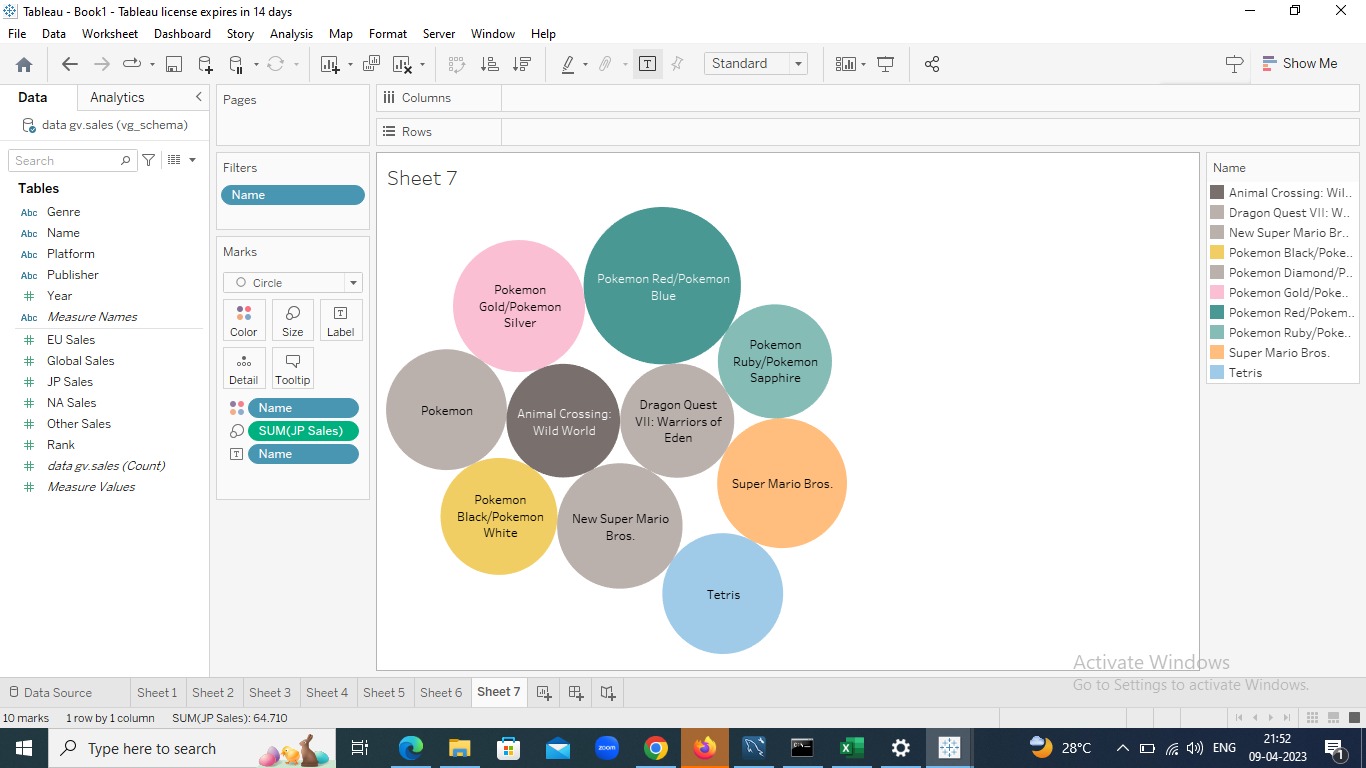 Tableau - Book1 - Tableau license expires in 14 days
File Data Worksheet Dashboard Story Analysis Map Format Server Window Help
Standard
Show Me
Data Analytics
data gv.sales (vg_schema)
Search
Tables
Abc Genre
Abc Name
Abc Platform
Abc Publisher
# Year
Abc Measure Names
# EU Sales
# Global Sales
# JP Sales
# NA Sales
# Other Sales
# Rank
# data gv.sales (Count)
# Measure Values
Pages
Filters
Name
Marks
Circle
Color Size Label
Detail Tooltip
Name
SUM(JP Sales)
Name
Columns
Rows
Sheet 7
Pokemon Red/Pokemon
Blue
Pokemon
Gold/Pokemon
Silver
Pokemon
Ruby/Pokemon
Sapphire
Pokemon
Animal Crossing:
Wild World
Dragon Quest
VII: Warriors of
Eden
Super Mario Bros.
Pokemon
Black/Pokemon
White
New Super Mario
Bros.
Tetris
Name
Animal Crossing: Wil..
Dragon Quest VII: W..
New Super Mario Br..
Pokemon Black/Poke..
Pokemon Diamond/P..
Pokemon Gold/Poke..
Pokemon Red/Pokem..
Pokemon Ruby/Poke..
Super Mario Bros.
Tetris
Activate Windows
Go to Settings to activate Windows.
Data Source Sheet 1 Sheet 2 Sheet 3 Sheet 4 Sheet 5 Sheet 6 Sheet 7
10 marks 1 row by 1 column SUM(JP Sales): 64.710
Type here to search
zoom
28°C
ENG
21:52
09-04-2023
1